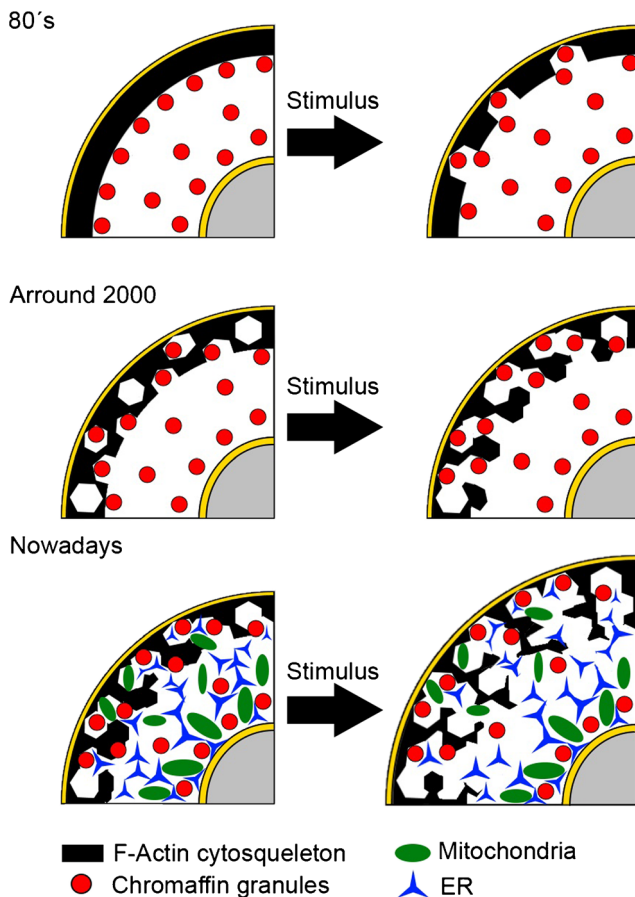 80´s
Stimulus
Arround 2000
Stimulus
Nowadays
Stimulus
F-Actin cytosqueleton
Mitochondria
Chromaffin granules
ER